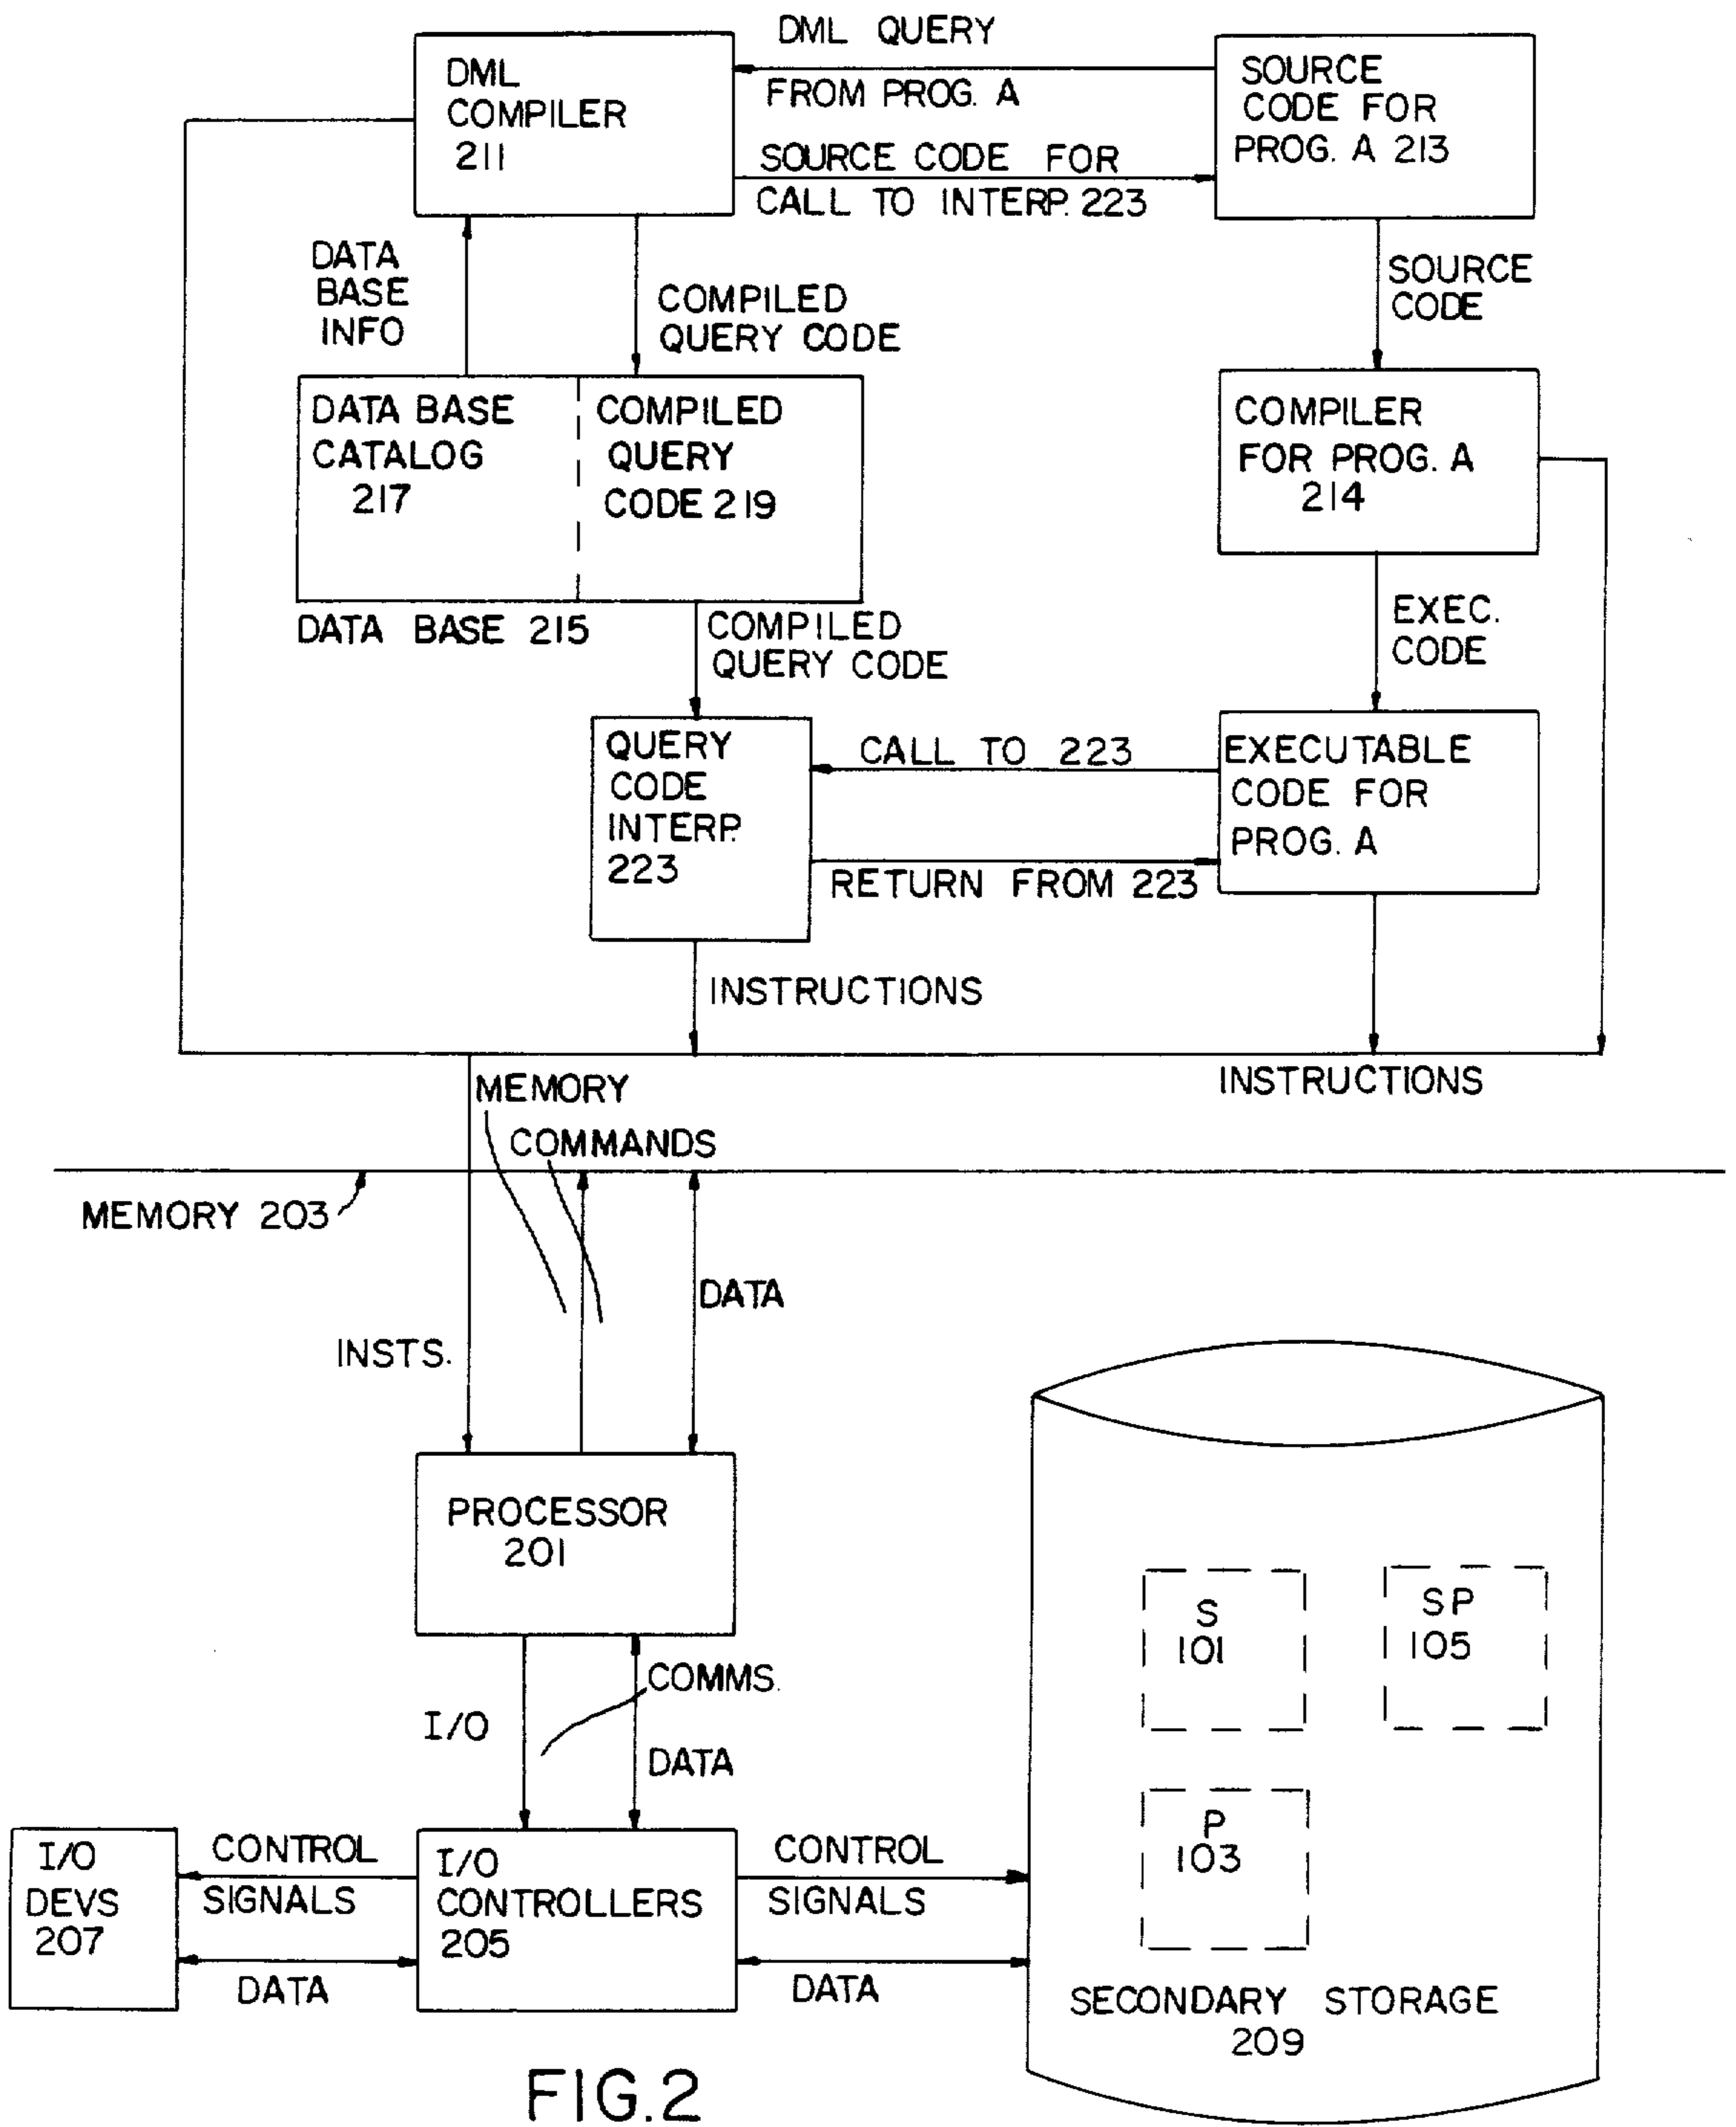 DML QUERY
FROM PROG. A
DML
COMPILER
211
SOURCE
CODE FOR
PROG. A 213
SOURCE CODE FOR
CALL TO INTERP. 223
DATA
BASE
INFO
COMPILED
QUERY CODE
SOURCE
CODE
DATA BASE
CATALOG
217
COMPILED
QUERY
CODE 219
COMPILER
FOR PROG. A
214
DATA BASE 215
COMPILED
QUERY CODE
EXEC.
CODE
QUERY
CODE
INTERP.
223
CALL TO 223
RETURN FROM 223
EXECUTABLE
CODE FOR
PROG. A
INSTRUCTIONS
INSTRUCTIONS
MEMORY
COMMANDS
MEMORY 203
DATA
INSTS.
PROCESSOR
201
COMMS.
I/O
DATA
I/O
DEVS
207
CONTROL
SIGNALS
DATA
I/O
CONTROLLERS
205
CONTROL
SIGNALS
DATA
S
101
SP
105
P
103
SECONDARY STORAGE
209
FIG.2